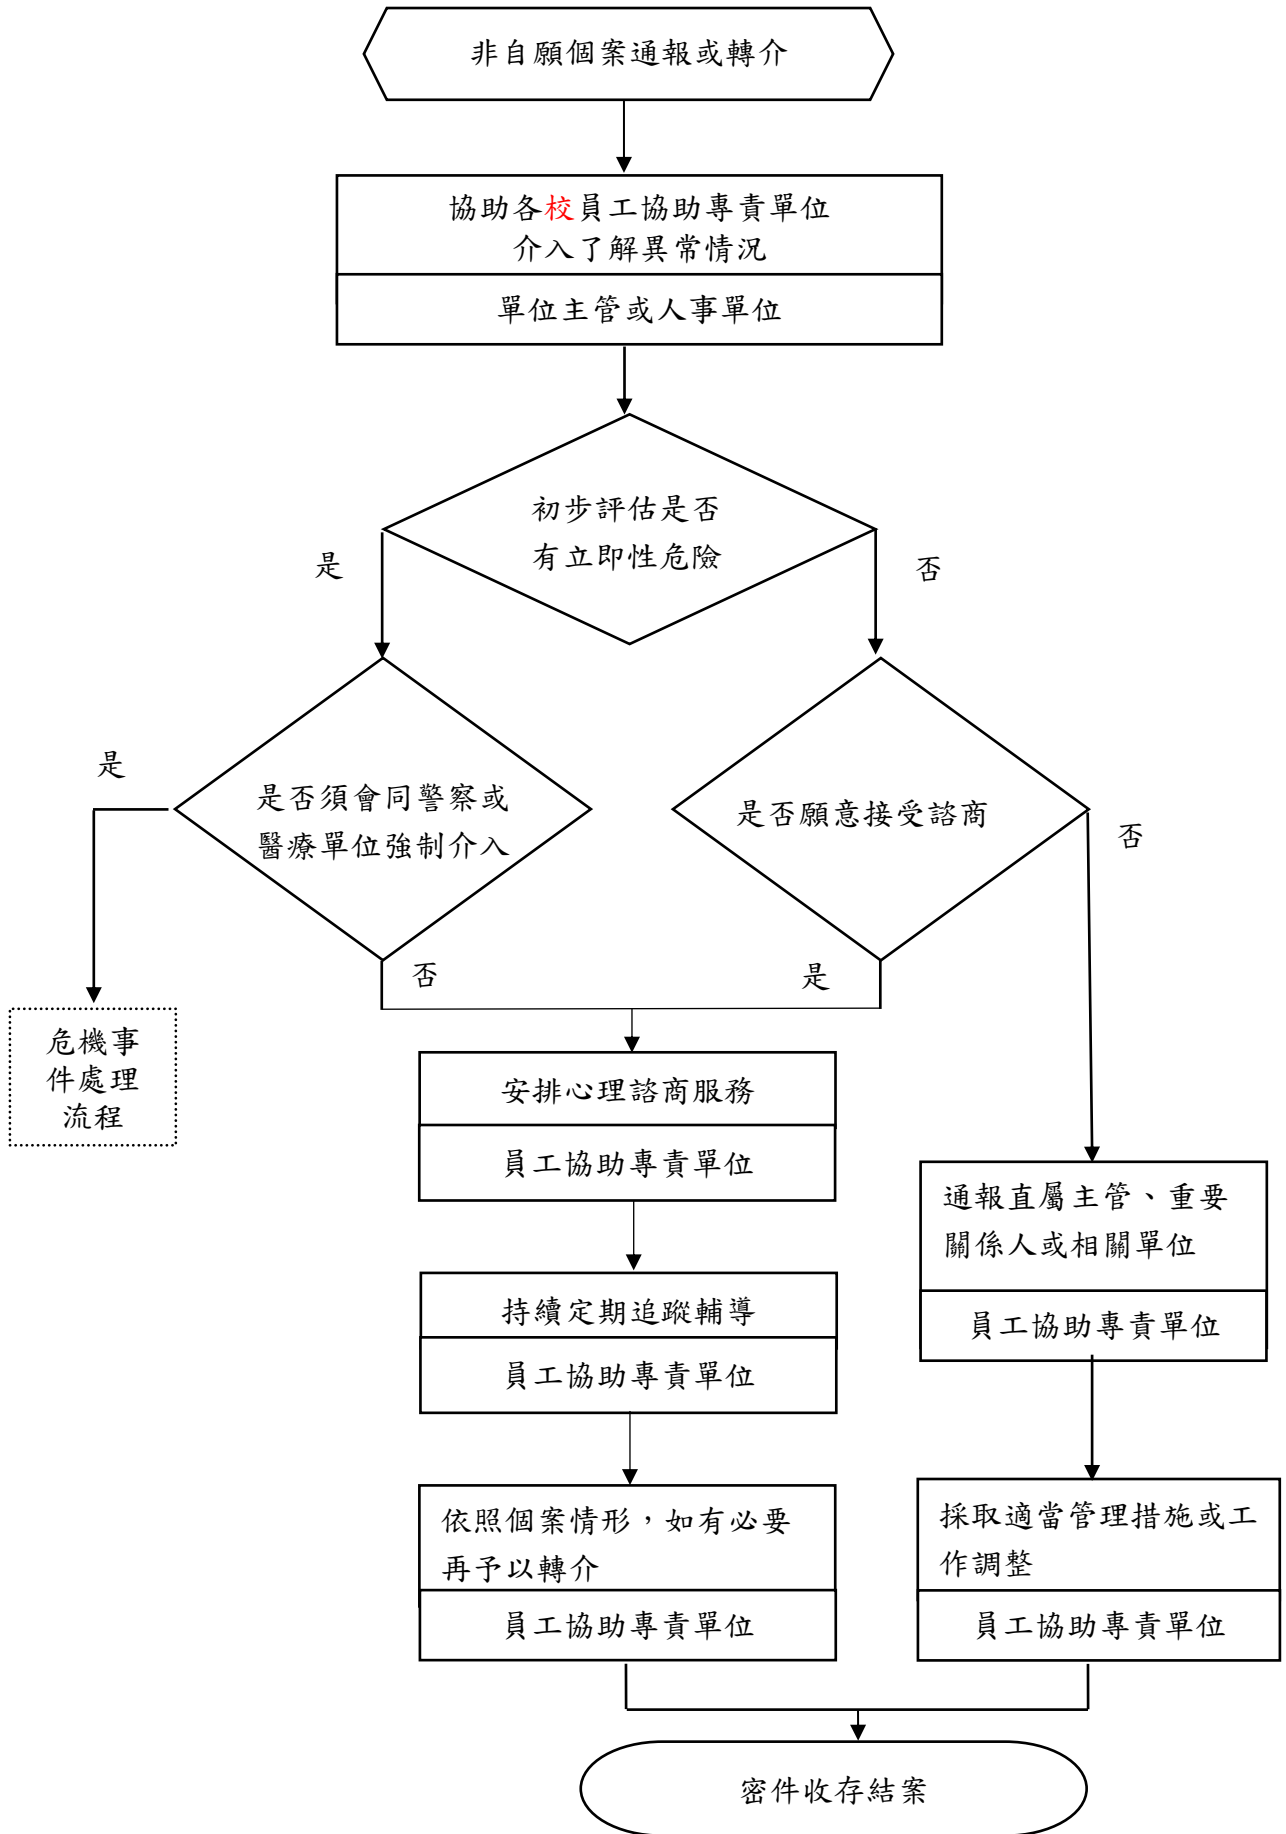 非自願個案通報或轉介
協助各校員工協助專責單位
介入了解異常情況
單位主管或人事單位
初步評估是否
有立即性危險
是
否
是
是否須會同警察或
醫療單位強制介入
是否願意接受諮商
否
否
是
危機事
件處理
流程
安排心理諮商服務
員工協助專責單位
通報直屬主管、重要
關係人或相關單位
員工協助專責單位
持續定期追蹤輔導
員工協助專責單位
依照個案情形，如有必要
再予以轉介
員工協助專責單位
採取適當管理措施或工
作調整
員工協助專責單位
密件收存結案